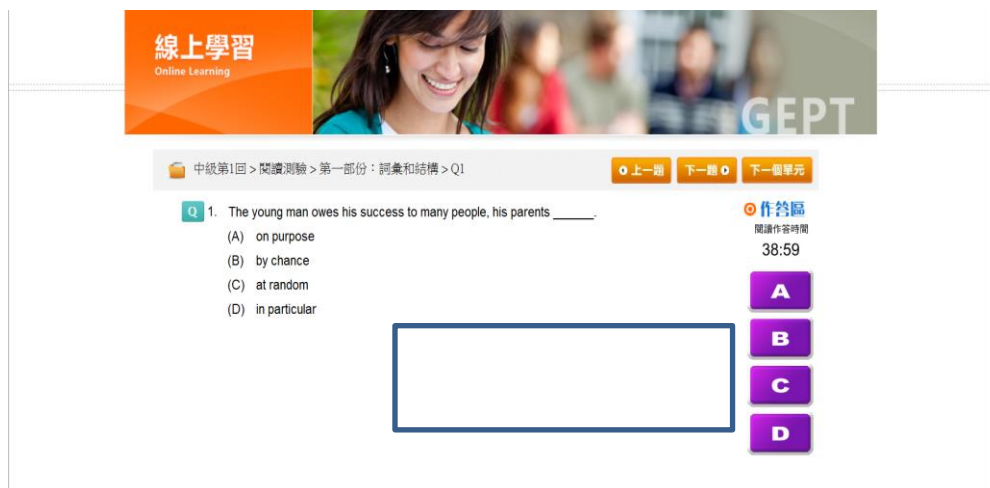 線上學習
Online Learning
GEPT
中級第1回 > 閱讀測驗 > 第一部份：詞彙和結構 > Q1
上一題
下一題
下一個單元
Q 1. The young man owes his success to many people, his parents ______.
(A) on purpose
(B) by chance
(C) at random
(D) in particular
作答區
閱讀作答時間
38:59
A
B
C
D